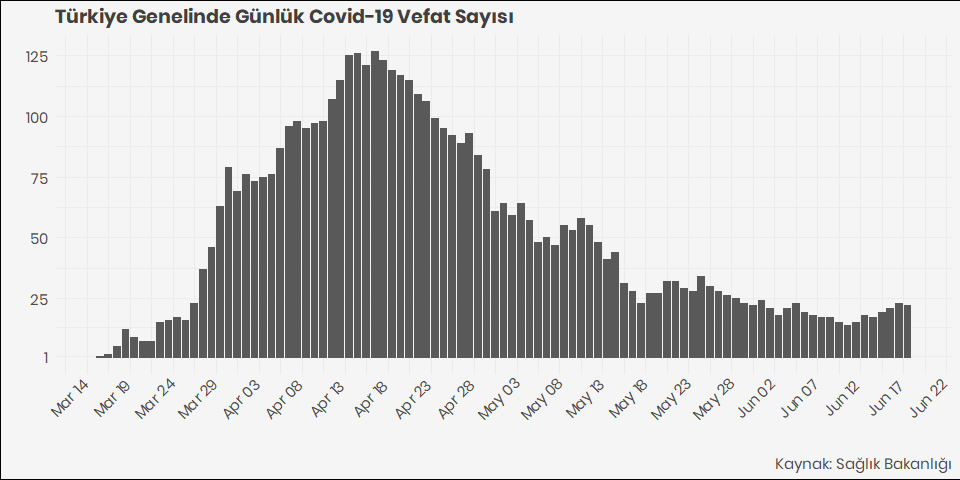 Türkiye Genelinde Günlük Covid-19 Vefat Sayısı
125
100
75
50
25
1
Mar 14
Mar 19
Mar 24
Mar 29
Apr 03
Apr 08
Apr 13
Apr 18
Apr 23
Apr 28
May 03
May 08
May 13
May 18
May 23
May 28
Jun 02
Jun 07
Jun 12
Jun 17
Jun 22
Kaynak: Sağlık Bakanlığı